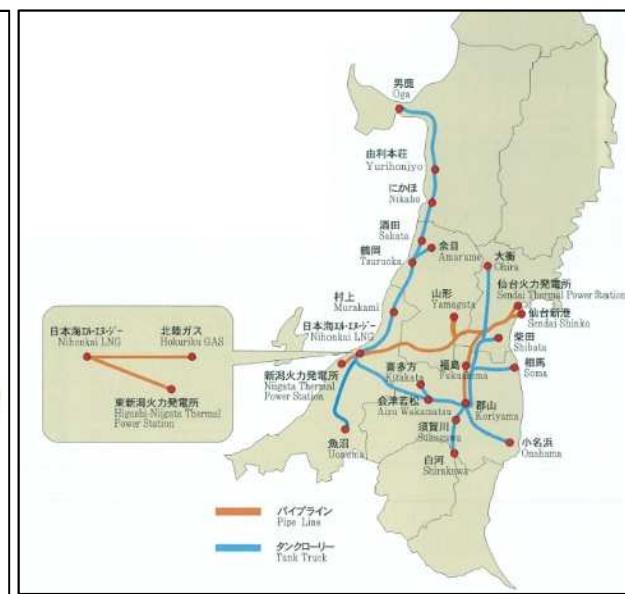 男鹿
Oga
由利本荘
Yurihonjyo
にかほ
Nikaho
酒田
Sakata
余目
Amarume
鶴岡
Tsuruoka
大衡
Ohira
仙台火力発電所
Sendai Thermal Power Station
仙台新港
Sendai Shinko
山形
Yamagata
村上
Murakami
柴田
Shibata
日本海エル・エヌ・ジー
Nihonkai LNG
北陸ガス
Hokuriku GAS
東新潟火力発電所
Higashi-Niigata Thermal
Power Station
日本海エル・エヌ・ジー
Nihonkai LNG
新潟火力発電所
Niigata Thermal
Power Station
喜多方
Kitakata
福島
Fukushima
相馬
Soma
会津若松
Aizu Wakamatsu
郡山
Koriyama
須賀川
Sukagawa
魚沼
Uonuma
白河
Shirakawa
小名浜
Onahama
パイプライン
Pipe Line
タンクローリー
Tank Truck